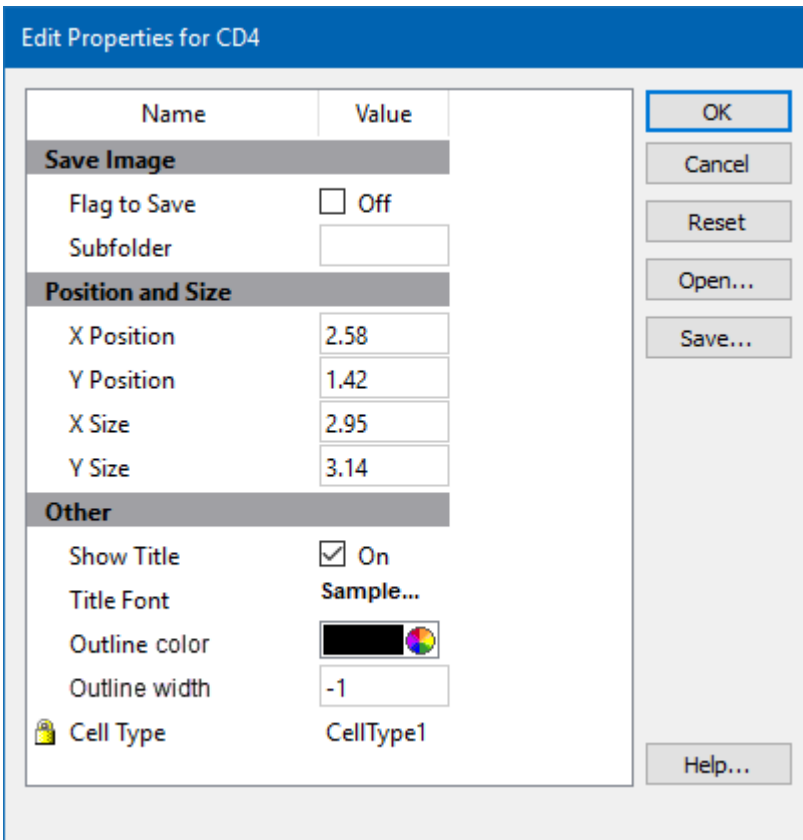 Edit Properties for CD4
Name Value
OK
Save Image
Cancel
Flag to Save Off
Reset
Subfolder
Open...
Position and Size
X Position 2.58
Save...
Y Position 1.42
X Size 2.95
Y Size 3.14
Other
Show Title On
Title Font Sample...
Outline color
Outline width -1
Cell Type CellType1
Help...